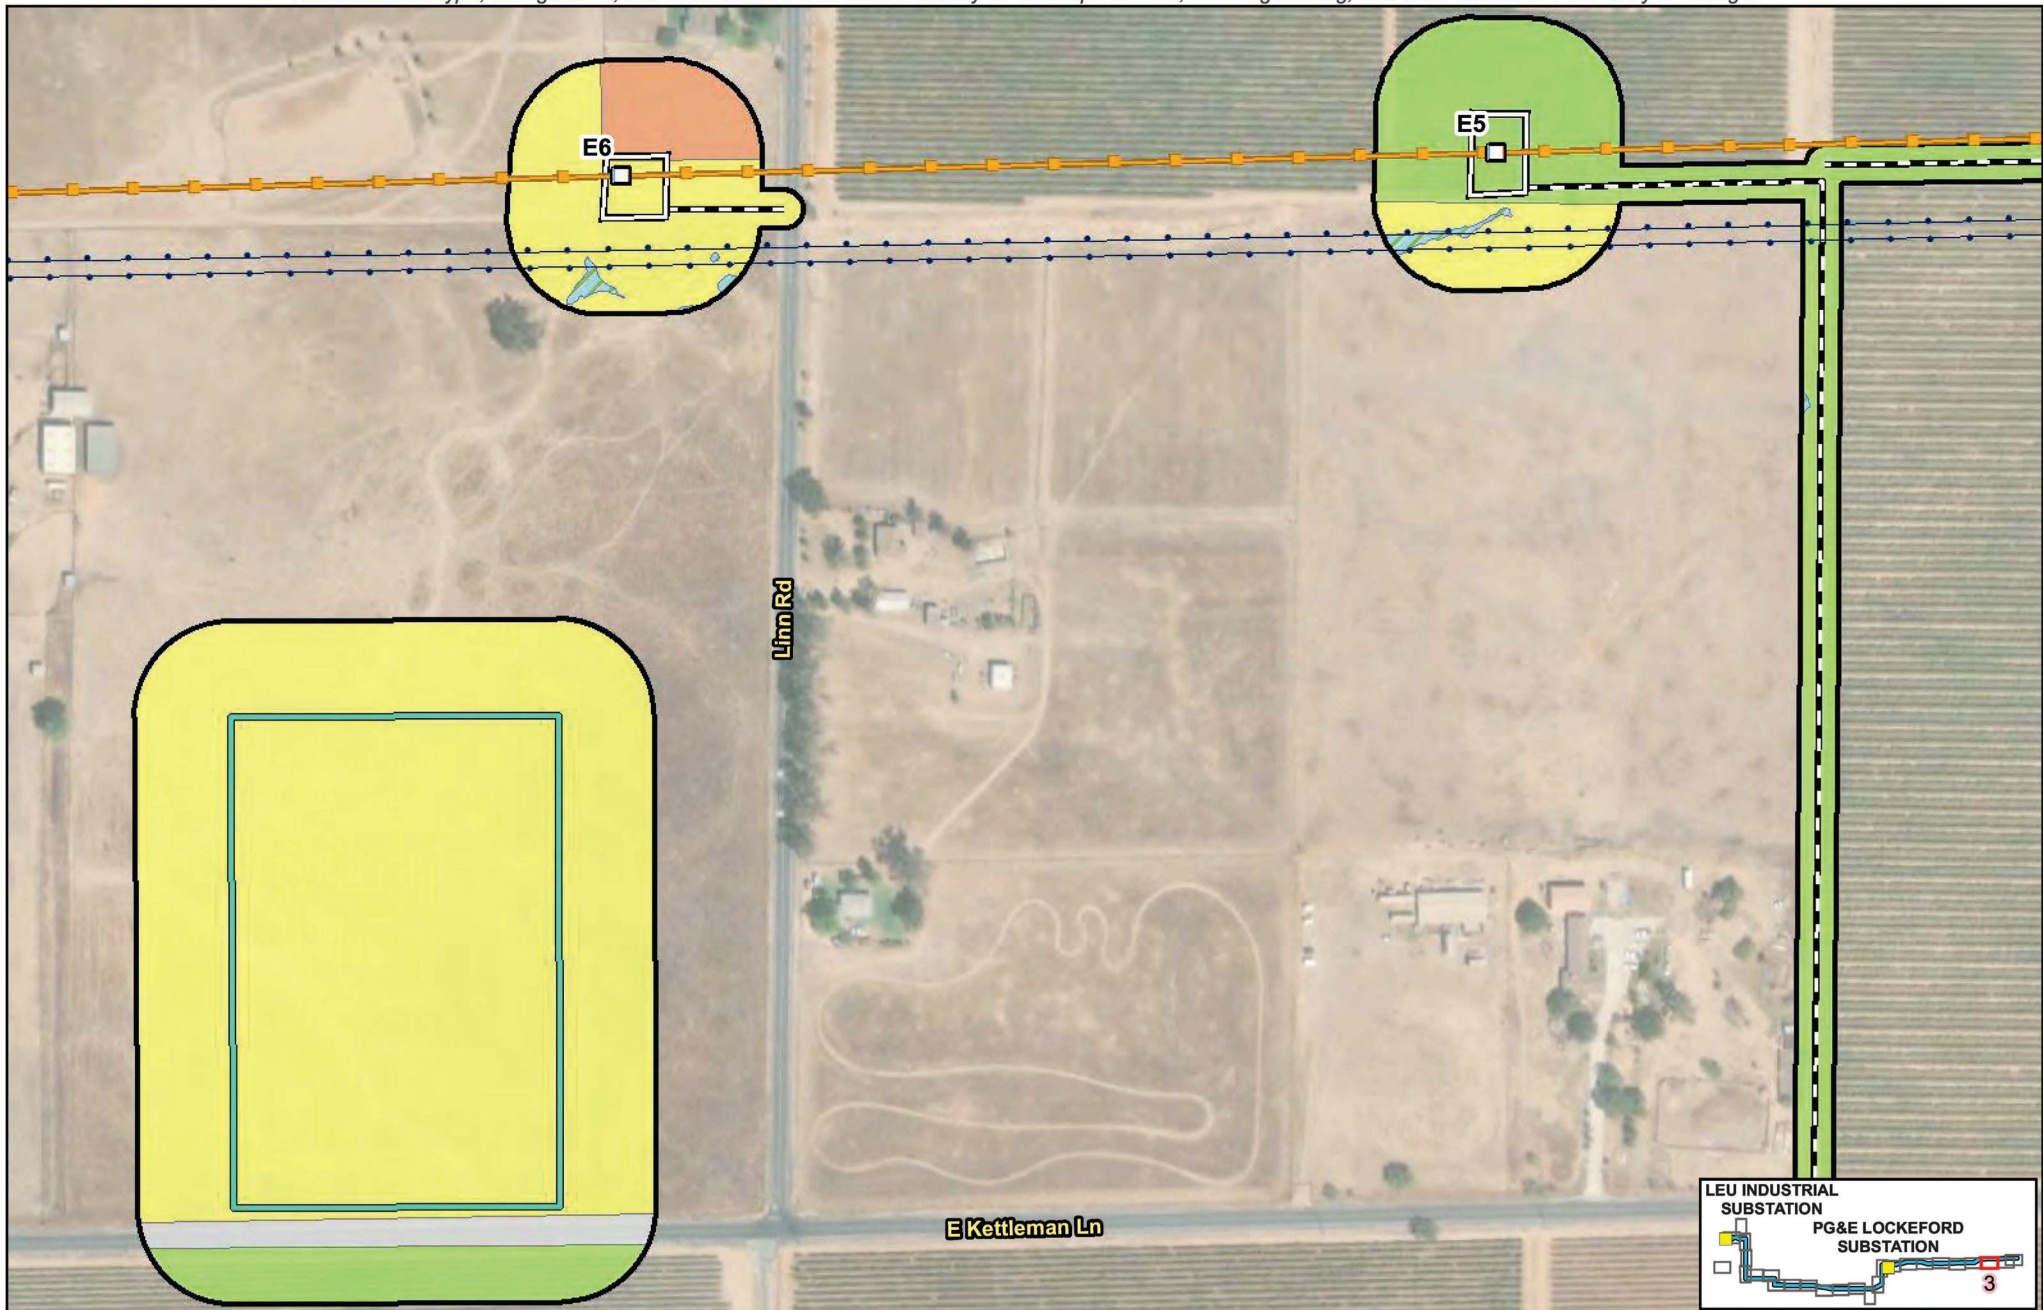 E6
E5
Linn Rd
E Kettleman Ln
LEU INDUSTRIAL
SUBSTATION
PG&E LOCKEFORD
SUBSTATION
3